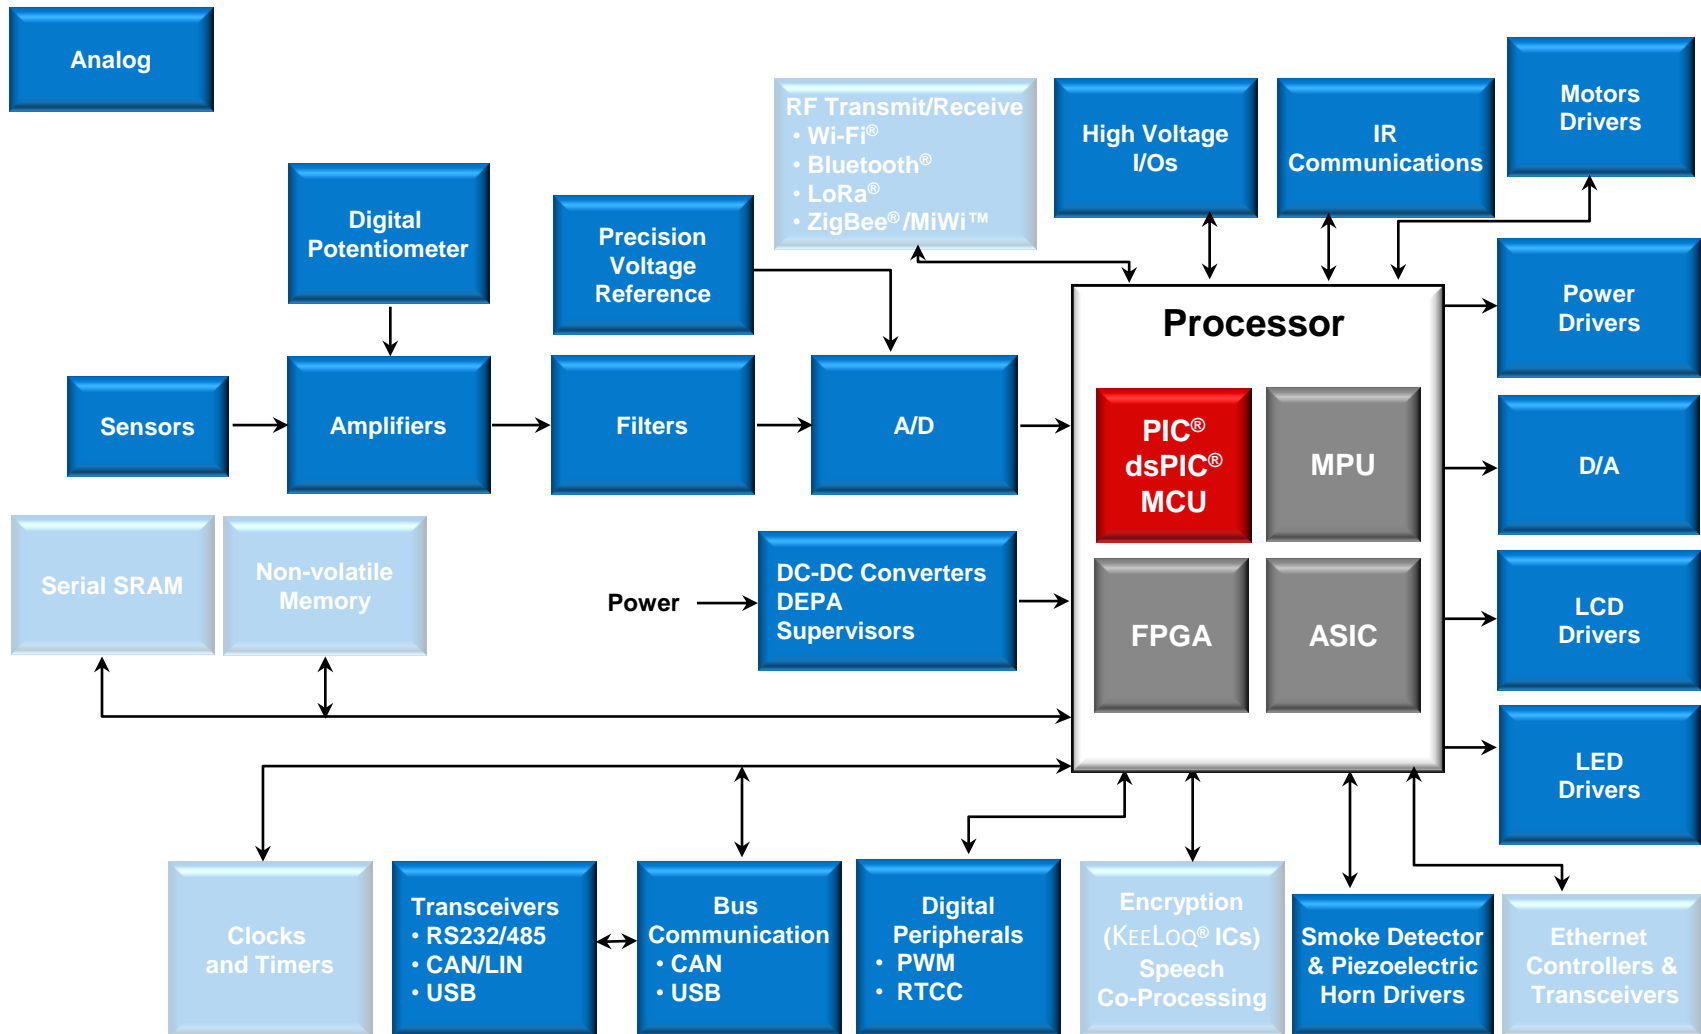 Analog
RF Transmit/Receive
• Wi-Fi®
• Bluetooth®
• LoRa®
• ZigBee®/MiWi™
High Voltage
I/Os
IR
Communications
Motors
Drivers
Digital
Potentiometer
Precision
Voltage
Reference
Processor
Power
Drivers
Sensors
Amplifiers
Filters
A/D
PIC®
dsPIC®
MCU
MPU
D/A
Serial SRAM
Non-volatile
Memory
Power
DC-DC Converters
DEPA
Supervisors
FPGA
ASIC
LCD
Drivers
LED
Drivers
Clocks
and Timers
Transceivers
• RS232/485
• CAN/LIN
• USB
Bus
Communication
• CAN
• USB
Digital
Peripherals
• PWM
• RTCC
Encryption
(KEELOQ® ICs)
Speech
Co-Processing
Smoke Detector
& Piezoelectric
Horn Drivers
Ethernet
Controllers &
Transceivers